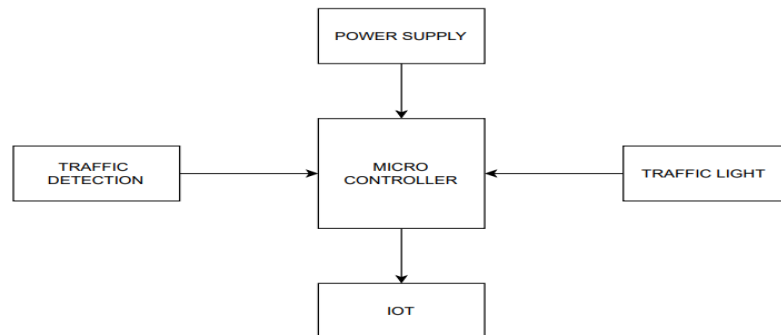 POWER SUPPLY
TRAFFIC
DETECTION
MICRO
CONTROLLER
TRAFFIC LIGHT
IOT